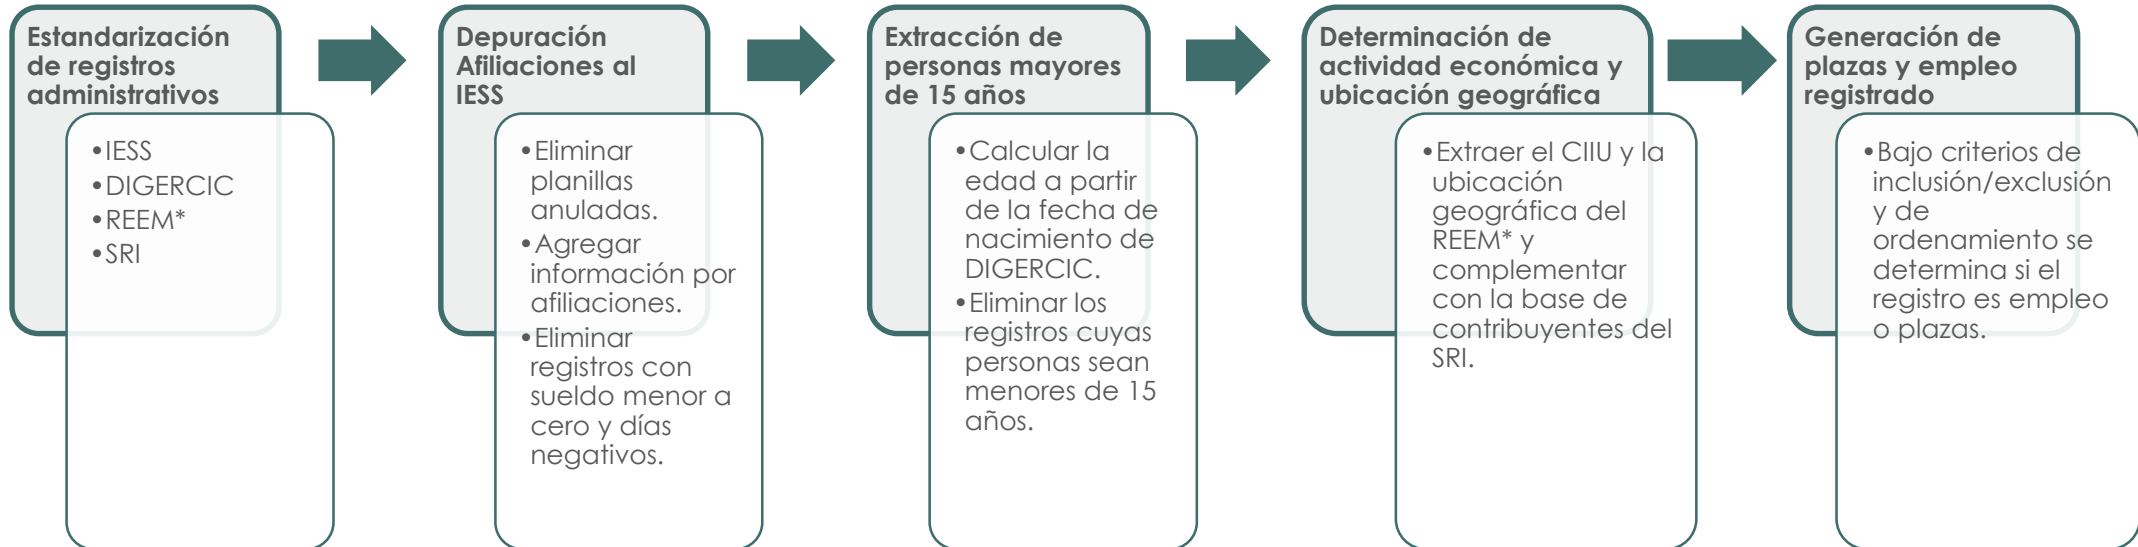 Estandarización
de registros
administrativos
•IESS
•DIGERCIC
•REEM*
•SRI
Depuración
Afiliaciones al
IESS
•Eliminar
planillas
anuladas.
•Agregar
información por
afiliaciones.
•Eliminar
registros con
sueldo menor a
cero y días
negativos.
Extracción de
personas mayores
de 15 años
•Calcular la
edad a partir
de la fecha de
nacimiento de
DIGERCIC.
•Eliminar los
registros cuyas
personas sean
menores de 15
años.
Determinación de
actividad económica y
ubicación geográfica
•Extraer el CIIU y la
ubicación
geográfica del
REEM* y
complementar
con la base de
contribuyentes del
SRI.
Generación de
plazas y empleo
registrado
•Bajo criterios de
inclusión/exclusión
y de
ordenamiento se
determina si el
registro es empleo
o plazas.